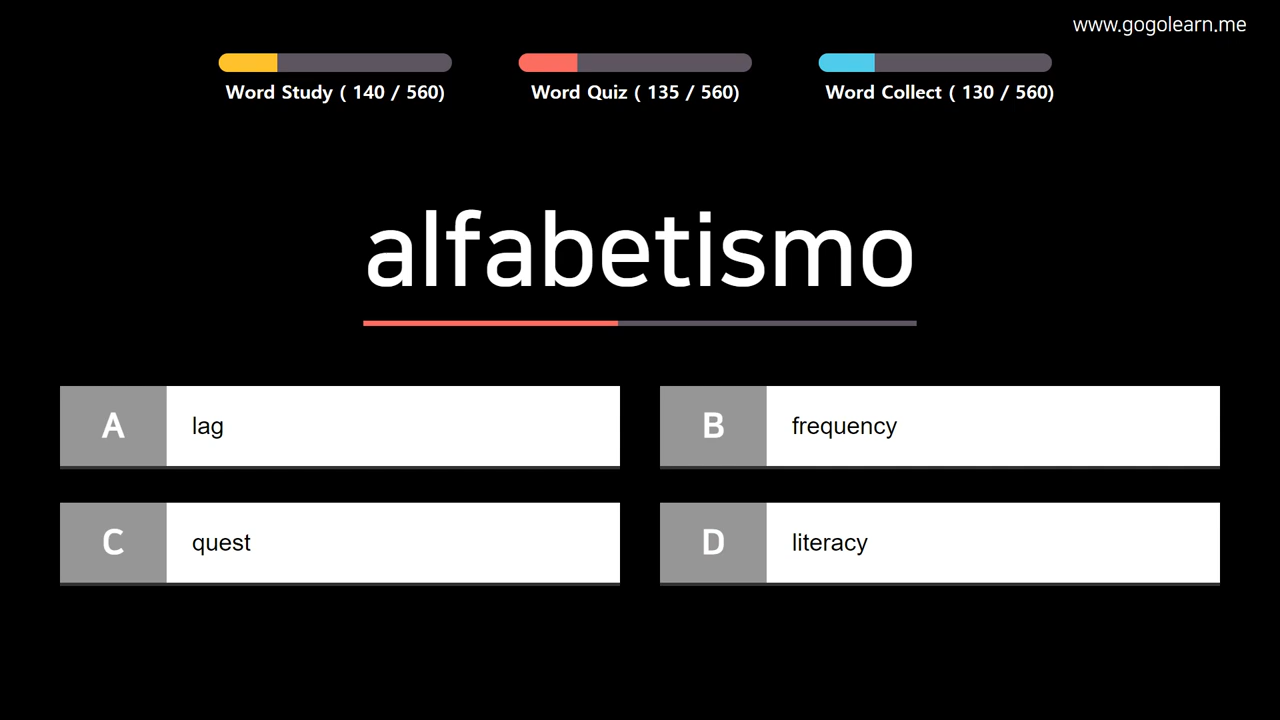 www.gogolearn.me
Word Study ( 140 / 560)
Word Quiz ( 135 / 560)
Word Collect ( 130 / 560)
alfabetismo
A lag
B frequency
C quest
D literacy